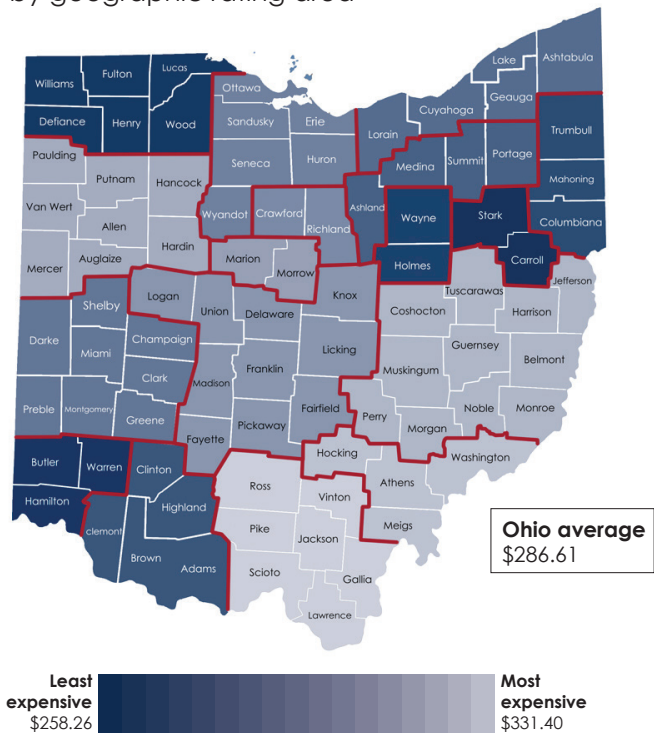 by geographic rating area
Williams
Fulton
Lucas
Defiance
Henry
Wood
Ottawa
Sandusky
Erie
Seneca
Huron
Lorain
Cuyahoga
Lake
Geauga
Ashtabula
Trumbull
Mahoning
Columbiana
Medina
Summit
Portage
Paulding
Putnam
Hancock
Van Wert
Allen
Hardin
Mercer
Auglaize
Wyandot
Crawford
Richland
Ashland
Wayne
Holmes
Stark
Carroll
Marion
Morrow
Jefferson
Tuscarawas
Coshocton
Harrison
Guernsey
Belmont
Muskingum
Noble
Monroe
Perry
Morgan
Washington
Logan
Union
Delaware
Knox
Licking
Madison
Franklin
Fairfield
Pickaway
Fayette
Shelby
Darke
Miami
Champaign
Clark
Preble
Montgomery
Greene
Butler
Warren
Hamilton
Clinton
Highland
Clemont
Brown
Adams
Ross
Hocking
Vinton
Athens
Meigs
Pike
Jackson
Scioto
Gallia
Lawrence
Ohio average
$286.61
Least
expensive
$258.26
Most
expensive
$331.40